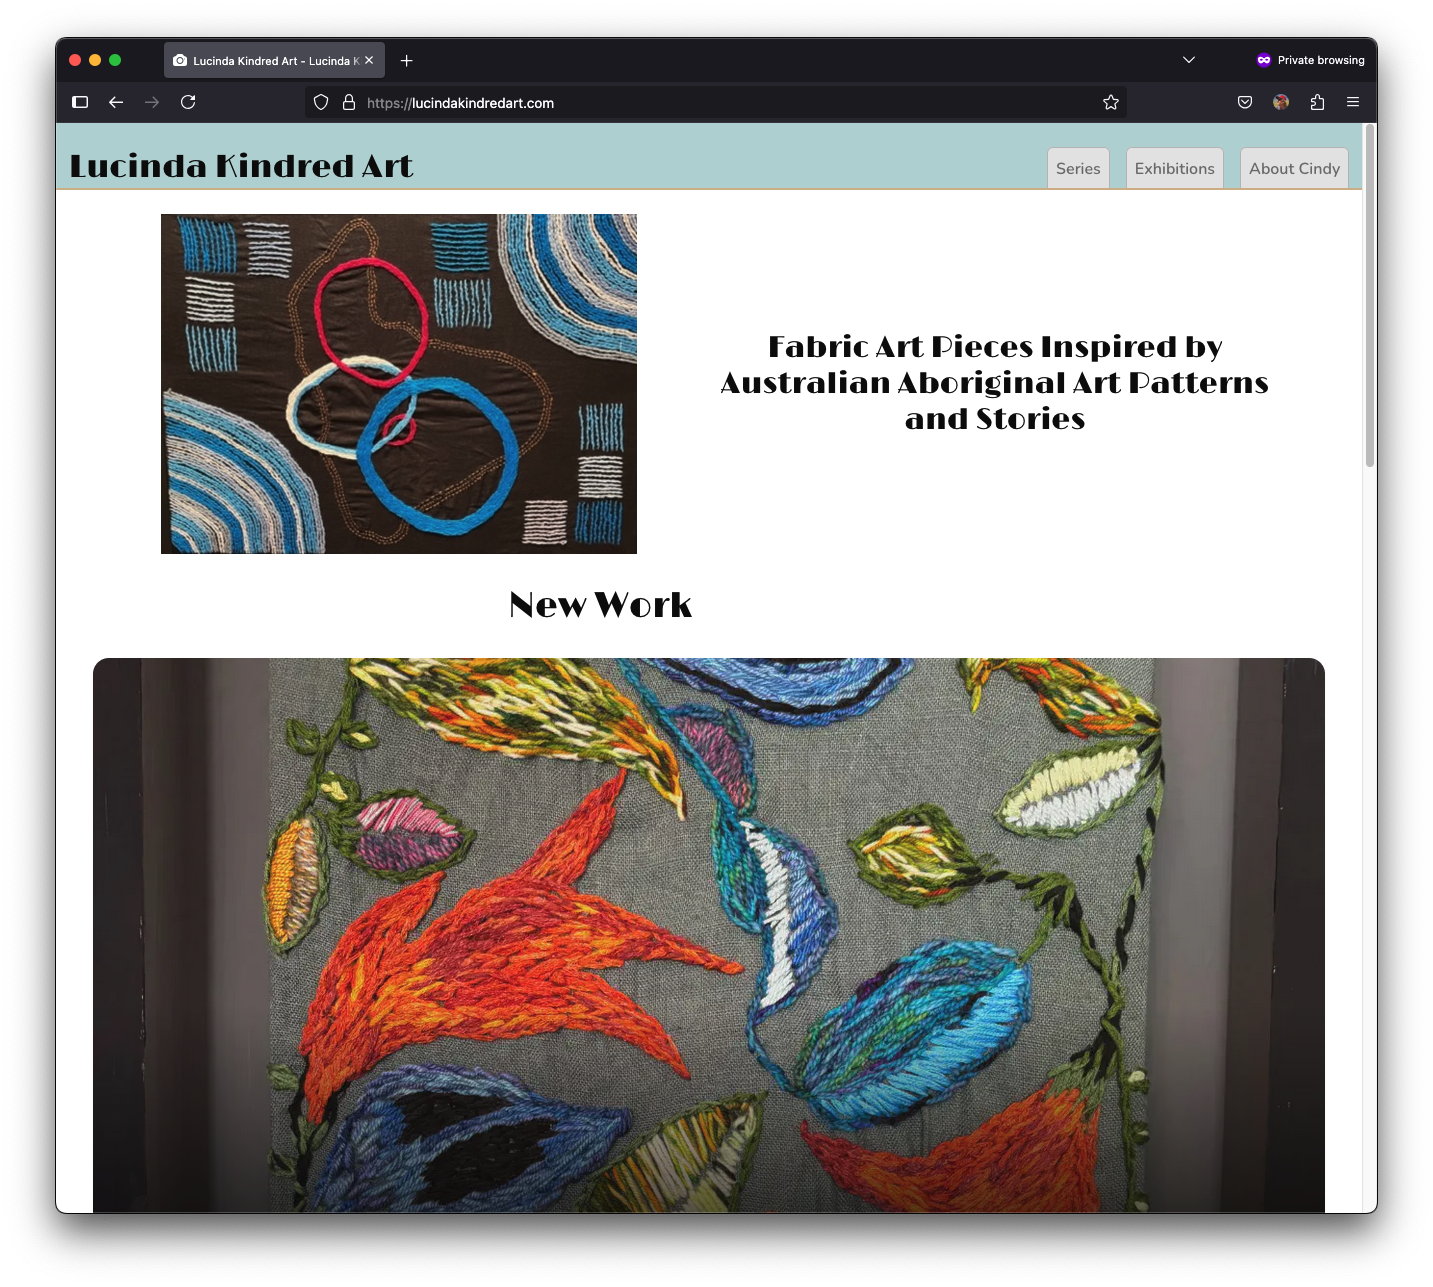 Lucinda Kindred Art - Lucinda K
Private browsing
https://lucindakindredart.com
Lucinda Kindred Art
Series
Exhibitions
About Cindy
Fabric Art Pieces Inspired by
Australian Aboriginal Art Patterns
and Stories
New Work